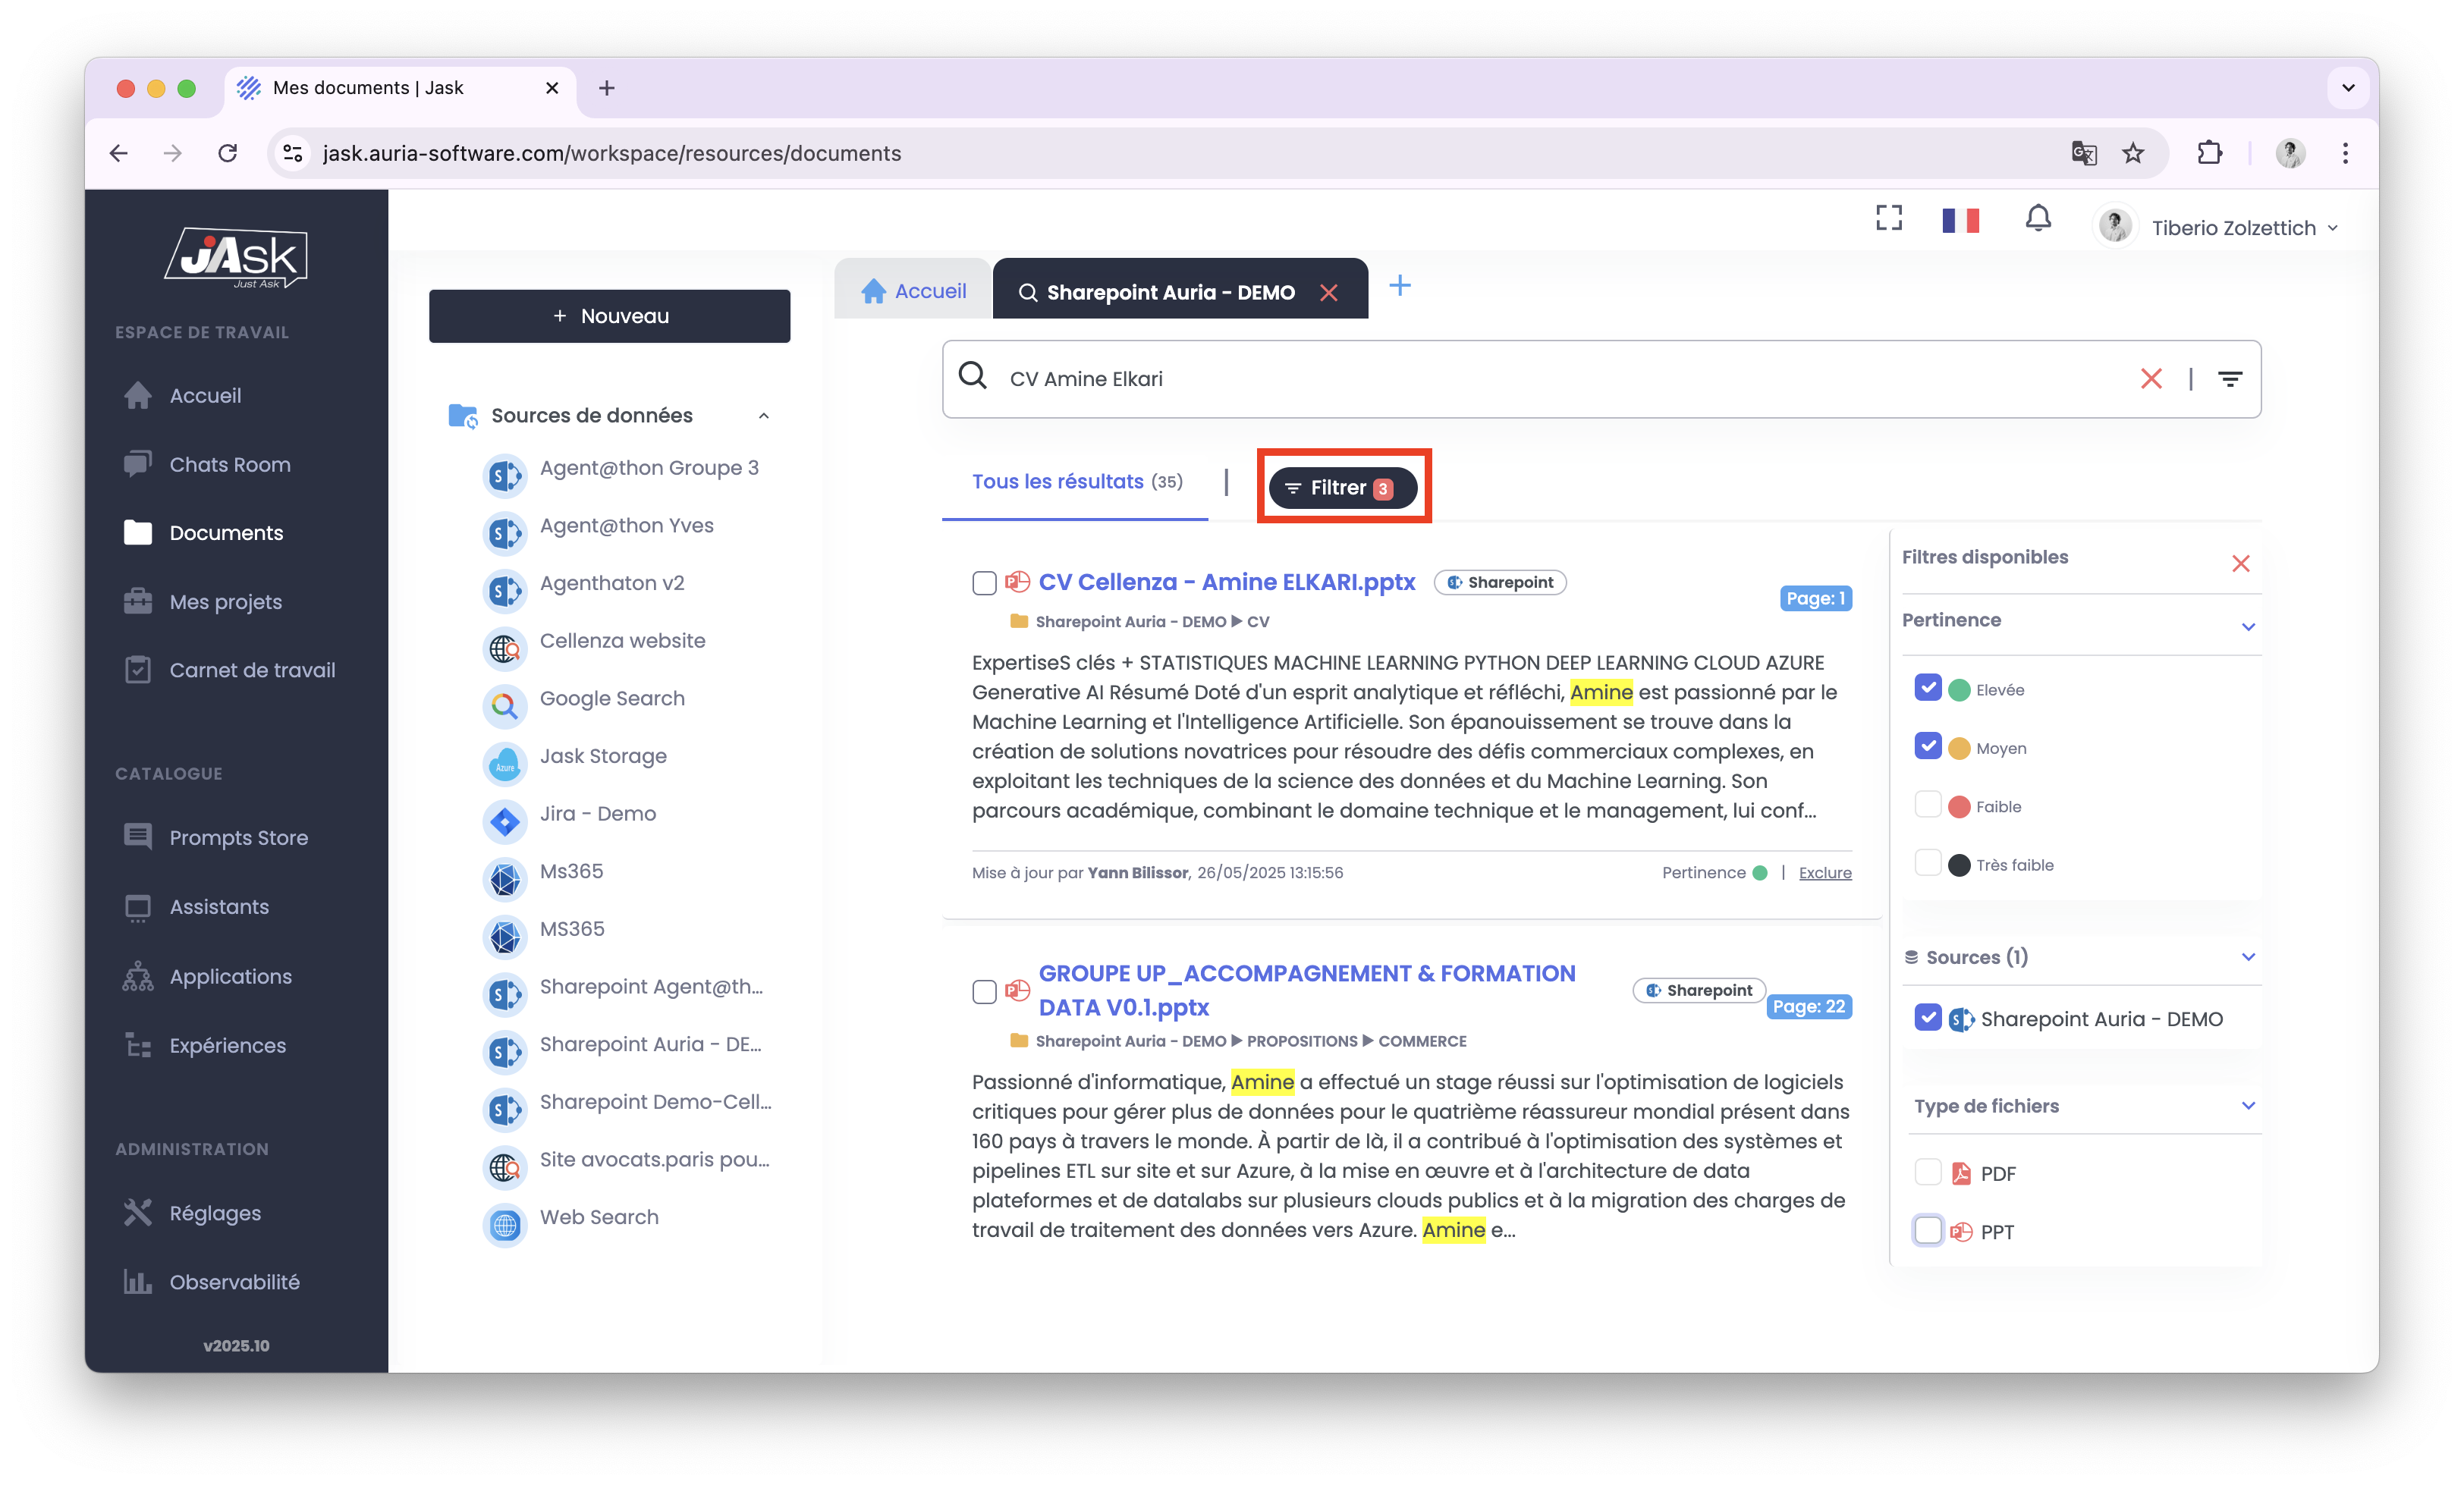 Mes documents | Jask
jask.auria-software.com/workspace/resources/documents
jAsk
Just Ask
Tiberio Zolzettich
ESPACE DE TRAVAIL
Accueil
Chats Room
Documents
Mes projets
Carnet de travail
CATALOGUE
Prompts Store
Assistants
Applications
Expériences
ADMINISTRATION
Réglages
Observabilité
v2025.10
+ Nouveau
Sources de données
Agent@thon Groupe 3
Agent@thon Yves
Agenthaton v2
Cellenza website
Google Search
Jask Storage
Jira - Demo
Ms365
MS365
Sharepoint Agent@th...
Sharepoint Auria - DE...
Sharepoint Demo-Cell...
Site avocats.paris pou...
Web Search
Accueil
Sharepoint Auria - DEMO
CV Amine Elkari
Tous les résultats (35)
Filtrer 3
CV Cellenza - Amine ELKARI.pptx
Sharepoint
Page: 1
Sharepoint Auria - DEMO ▶ CV
ExpertiseS clés + STATISTIQUES MACHINE LEARNING PYTHON DEEP LEARNING CLOUD AZURE
Generative AI Résumé Doté d'un esprit analytique et réfléchi, Amine est passionné par le
Machine Learning et l'Intelligence Artificielle. Son épanouissement se trouve dans la
création de solutions novatrices pour résoudre des défis commerciaux complexes, en
exploitant les techniques de la science des données et du Machine Learning. Son
parcours académique, combinant le domaine technique et le management, lui conf...
Mise à jour par Yann Bilissor, 26/05/2025 13:15:56
Pertinence | Exclure
GROUPE UP_ACCOMPAGNEMENT & FORMATION
DATA V0.1.pptx
Sharepoint
Page: 22
Sharepoint Auria - DEMO ▶ PROPOSITIONS ▶ COMMERCE
Passionné d'informatique, Amine a effectué un stage réussi sur l'optimisation de logiciels
critiques pour gérer plus de données pour le quatrième réassureur mondial présent dans
160 pays à travers le monde. À partir de là, il a contribué à l'optimisation des systèmes et
pipelines ETL sur site et sur Azure, à la mise en œuvre et à l'architecture de data
plateformes et de datalabs sur plusieurs clouds publics et à la migration des charges de
travail de traitement des données vers Azure. Amine e...
Filtres disponibles
Pertinence
Elevée
Moyen
Faible
Très faible
Sources (1)
Sharepoint Auria - DEMO
Type de fichiers
PDF
PPT